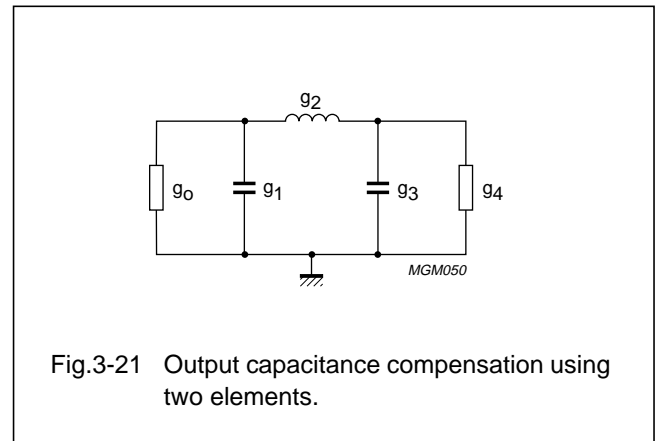 g2
go
g1
g3
g4
MGM050
Fig.3-21 Output capacitance compensation using
two elements.